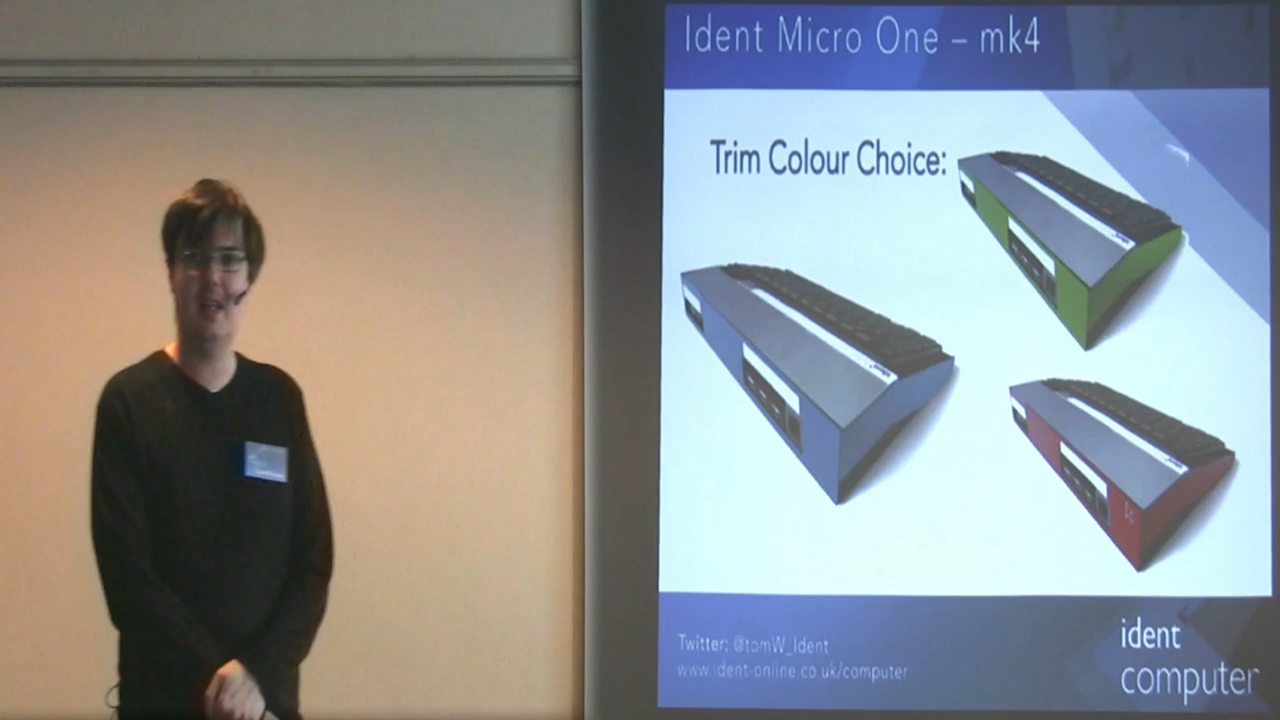 Ident Micro One – mk4
Trim Colour Choice:
Twitter: @tomW_Ident
www.ident-online.co.uk/computer
ident
computer